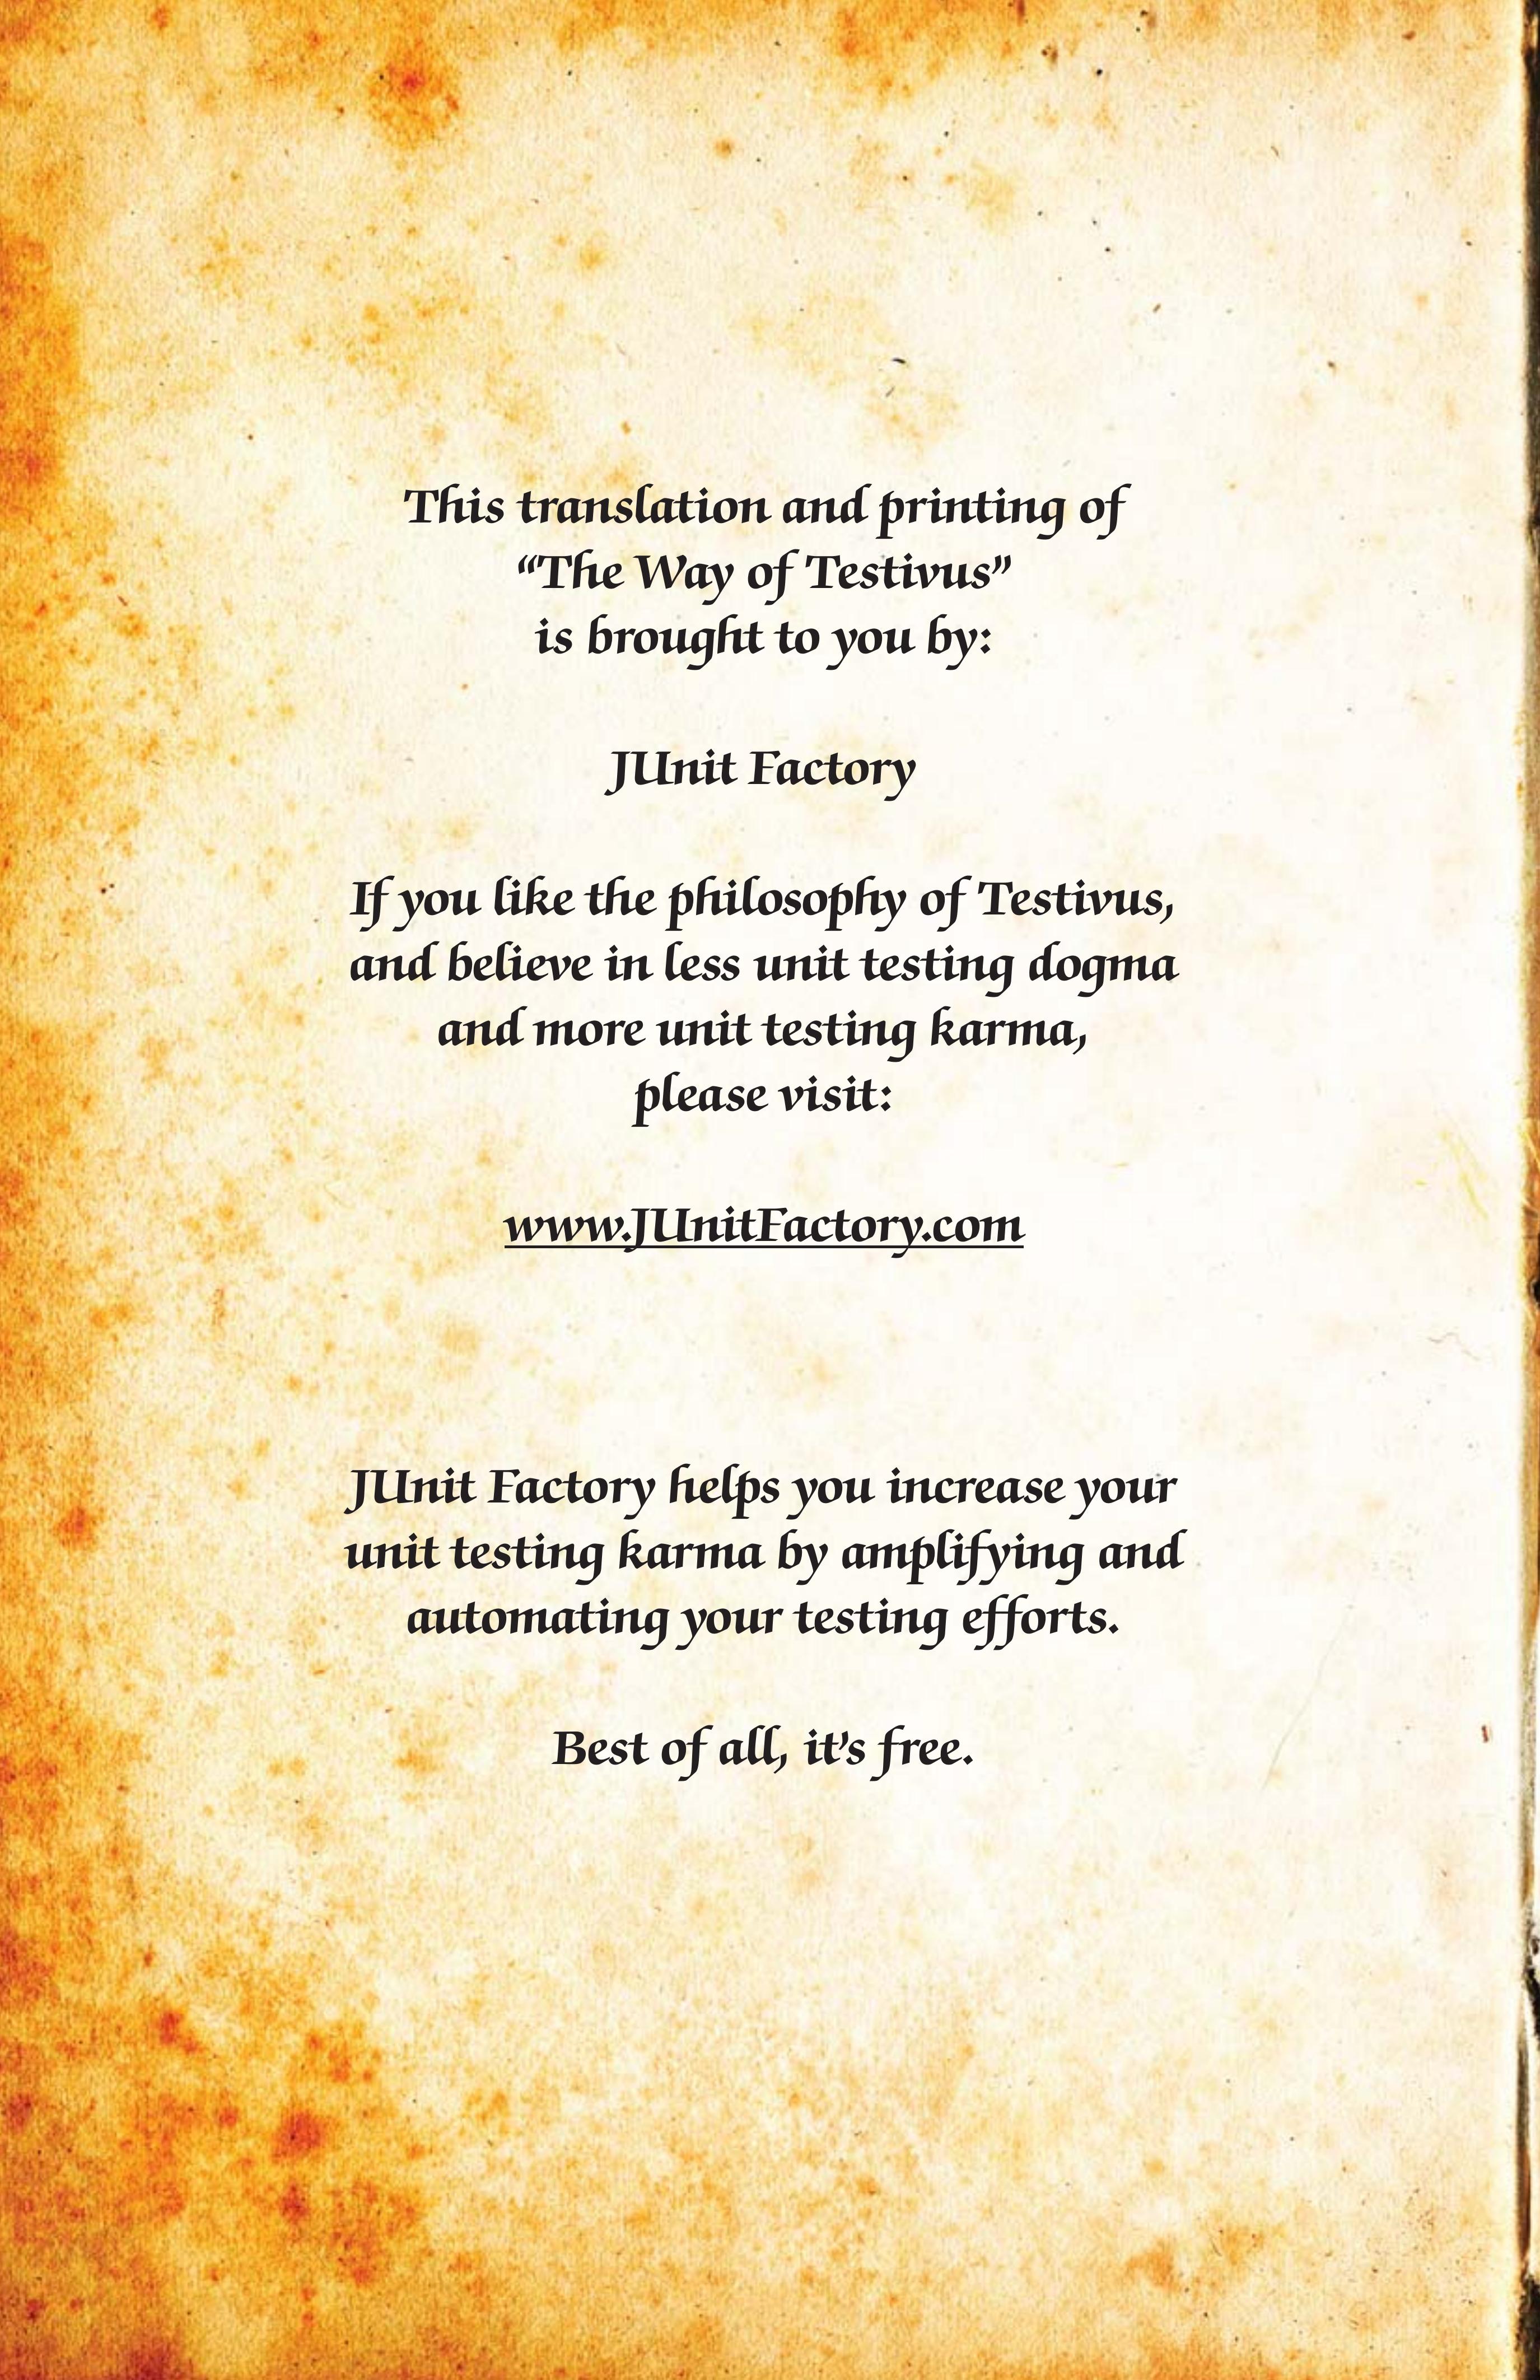 This translation and printing of
“The Way of Testivus”
is brought to you by:
JUnit Factory
If you like the philosophy of Testivus,
and believe in less unit testing dogma
and more unit testing karma,
please visit:
www.JUnitFactory.com
JUnit Factory helps you increase your
unit testing karma by amplifying and
automating your testing efforts.
Best of all, it’s free.